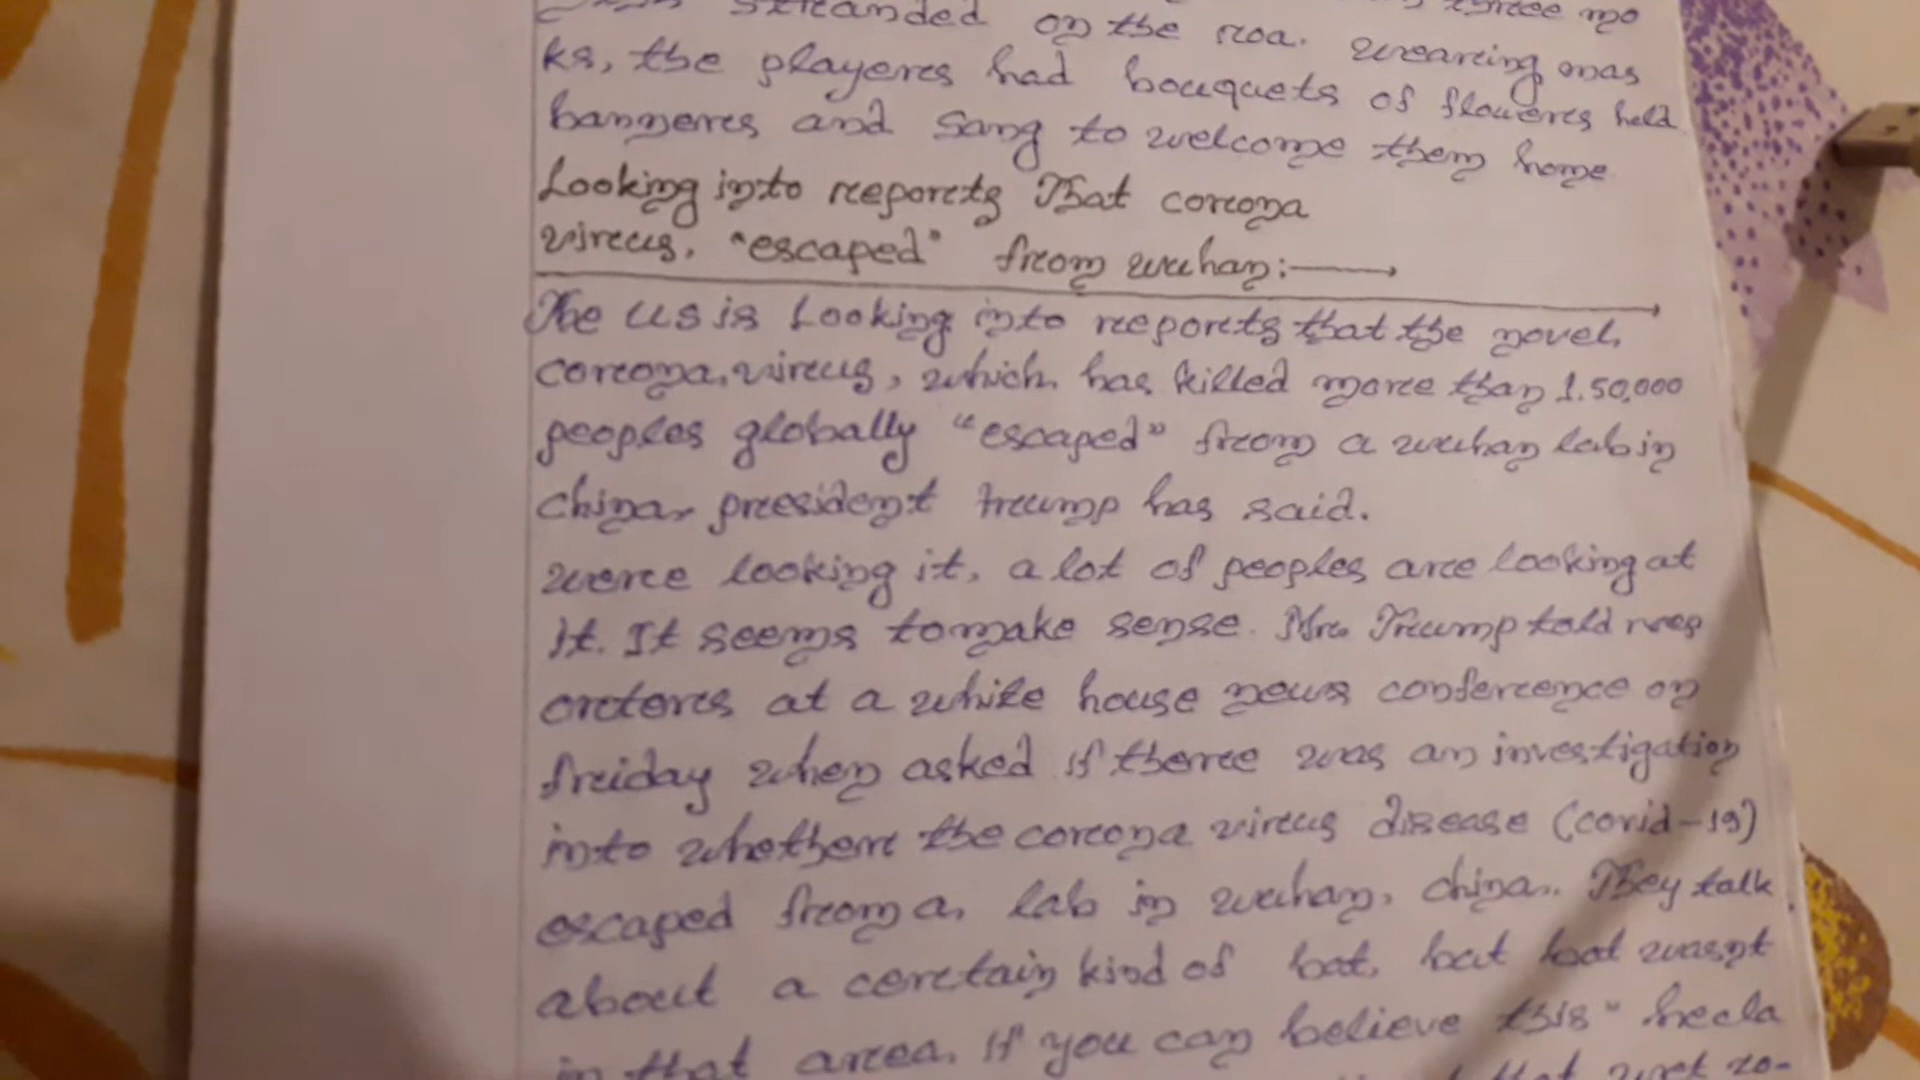 stranded on the roa. wearing mas
ks, the players had bouquets of flowers held
banners and sang to welcome them home
Looking into reports That corona
virus, "escaped" from wuhan:
The us is Looking into reports that the novel
corona, virus, which has killed more than 1.50,000
peoples globally "escaped" from a wuhan lab in
china, president trump has said.
were looking it, a lot of peoples are looking at
it. It seems to make sense. Mr. Trump told rep
orters at a white house news conference on
friday when asked if there was an investigation
into whether the corona virus disease (covid-19)
escaped from a lab in wuhan, china.. They talk
about a certain kind of bat, but bat wasnt
in that area. If you can believe this" hecla
that wet zo-